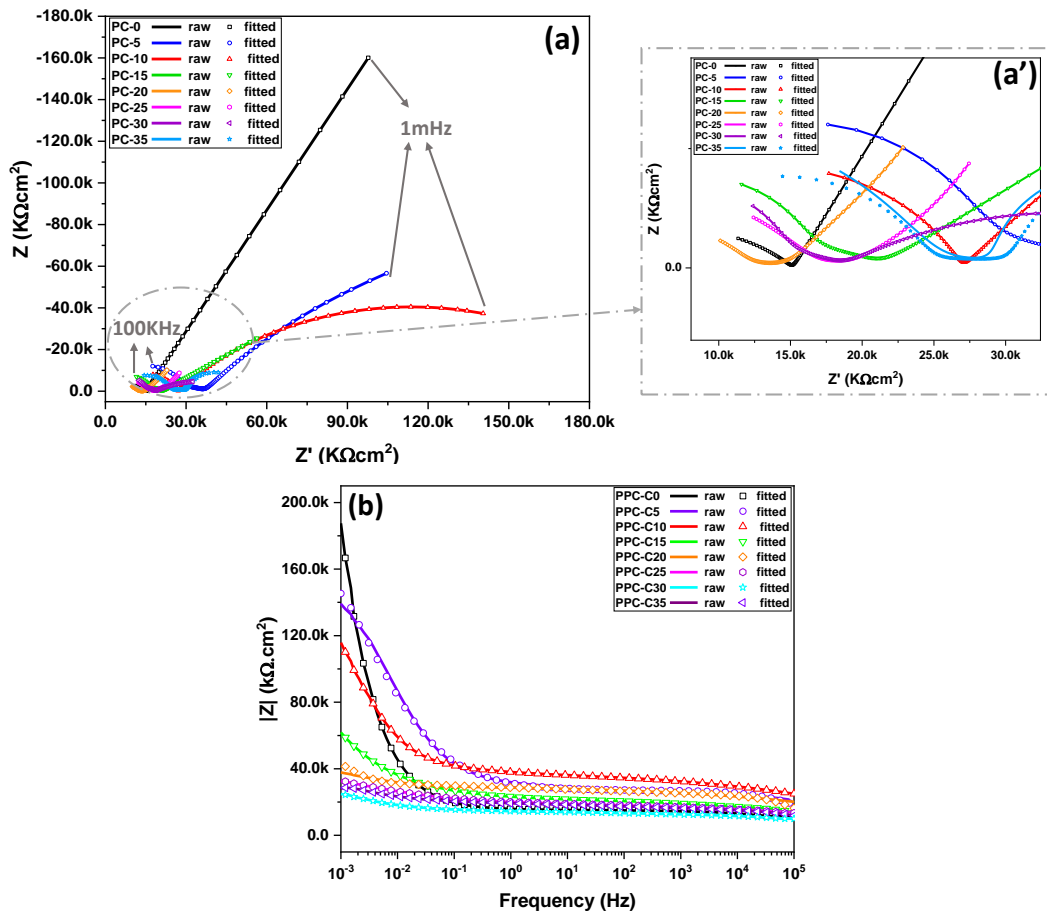 (a)
PC-0 raw fitted
PC-5 raw fitted
PC-10 raw fitted
PC-15 raw fitted
PC-20 raw fitted
PC-25 raw fitted
PC-30 raw fitted
PC-35 raw fitted
-180.0k
-160.0k
-140.0k
-120.0k
-100.0k
-80.0k
-60.0k
-40.0k
-20.0k
0.0
Z (KΩcm²)
1mHz
100KHz
0.0 30.0k 60.0k 90.0k 120.0k 150.0k 180.0k
Z' (KΩcm²)
(a')
PC-0 raw fitted
PC-5 raw fitted
PC-10 raw fitted
PC-15 raw fitted
PC-20 raw fitted
PC-25 raw fitted
PC-30 raw fitted
PC-35 raw fitted
Z (KΩcm²)
0.0
10.0k 15.0k 20.0k 25.0k 30.0k
Z' (KΩcm²)
(b)
PPC-C0 raw fitted
PPC-C5 raw fitted
PPC-C10 raw fitted
PPC-C15 raw fitted
PPC-C20 raw fitted
PPC-C25 raw fitted
PPC-C30 raw fitted
PPC-C35 raw fitted
200.0k
160.0k
120.0k
80.0k
40.0k
0.0
|Z| (kΩ.cm²)
10⁻³ 10⁻² 10⁻¹ 10⁰ 10¹ 10² 10³ 10⁴ 10⁵
Frequency (Hz)